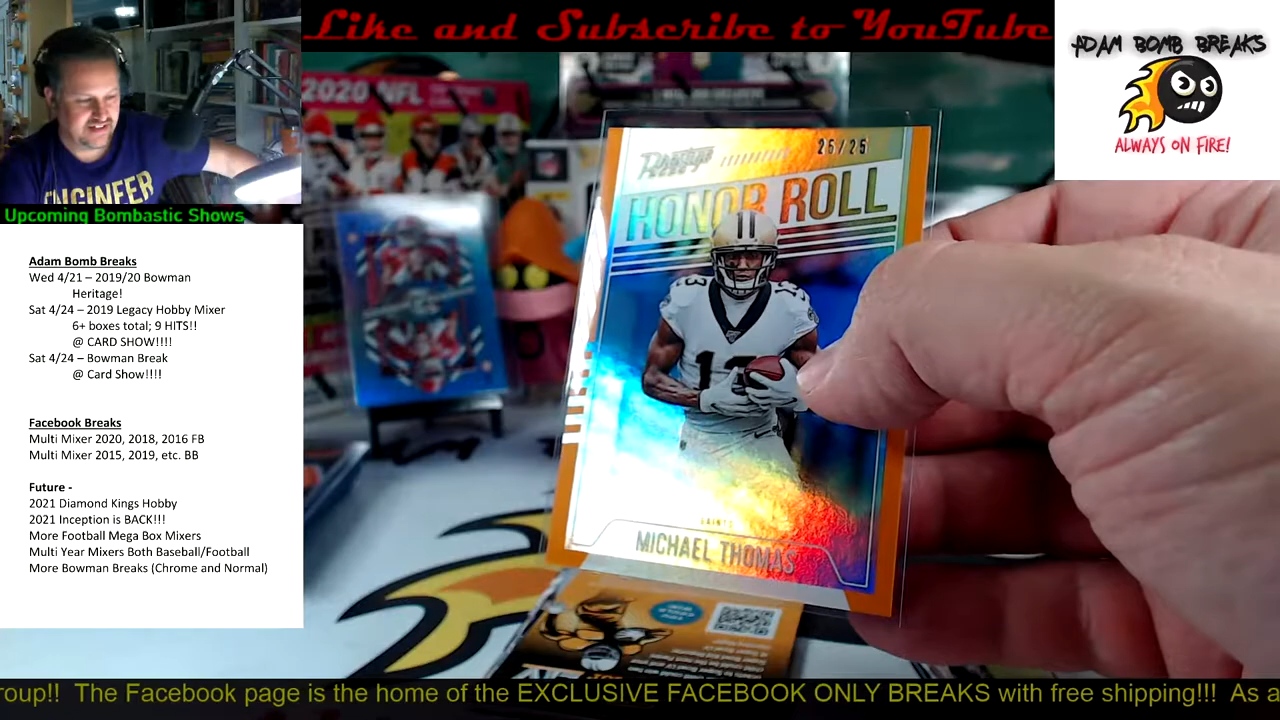 Like and Subscribe to YouTube
ADAM BOMB BREAKS
ALWAYS ON FIRE!
ENGINEER
Upcoming Bombastic Shows
Adam Bomb Breaks
Wed 4/21 – 2019/20 Bowman
Heritage!
Sat 4/24 – 2019 Legacy Hobby Mixer
6+ boxes total; 9 HITS!!
@ CARD SHOW!!!!
Sat 4/24 – Bowman Break
@ Card Show!!!!
Facebook Breaks
Multi Mixer 2020, 2018, 2016 FB
Multi Mixer 2015, 2019, etc. BB
Future -
2021 Diamond Kings Hobby
2021 Inception is BACK!!!
More Football Mega Box Mixers
Multi Year Mixers Both Baseball/Football
More Bowman Breaks (Chrome and Normal)
2020 NFL
Prestige
25/25
HONOR ROLL
13
SAINTS
MICHAEL THOMAS
roup!! The Facebook page is the home of the EXCLUSIVE FACEBOOK ONLY BREAKS with free shipping!!! As a